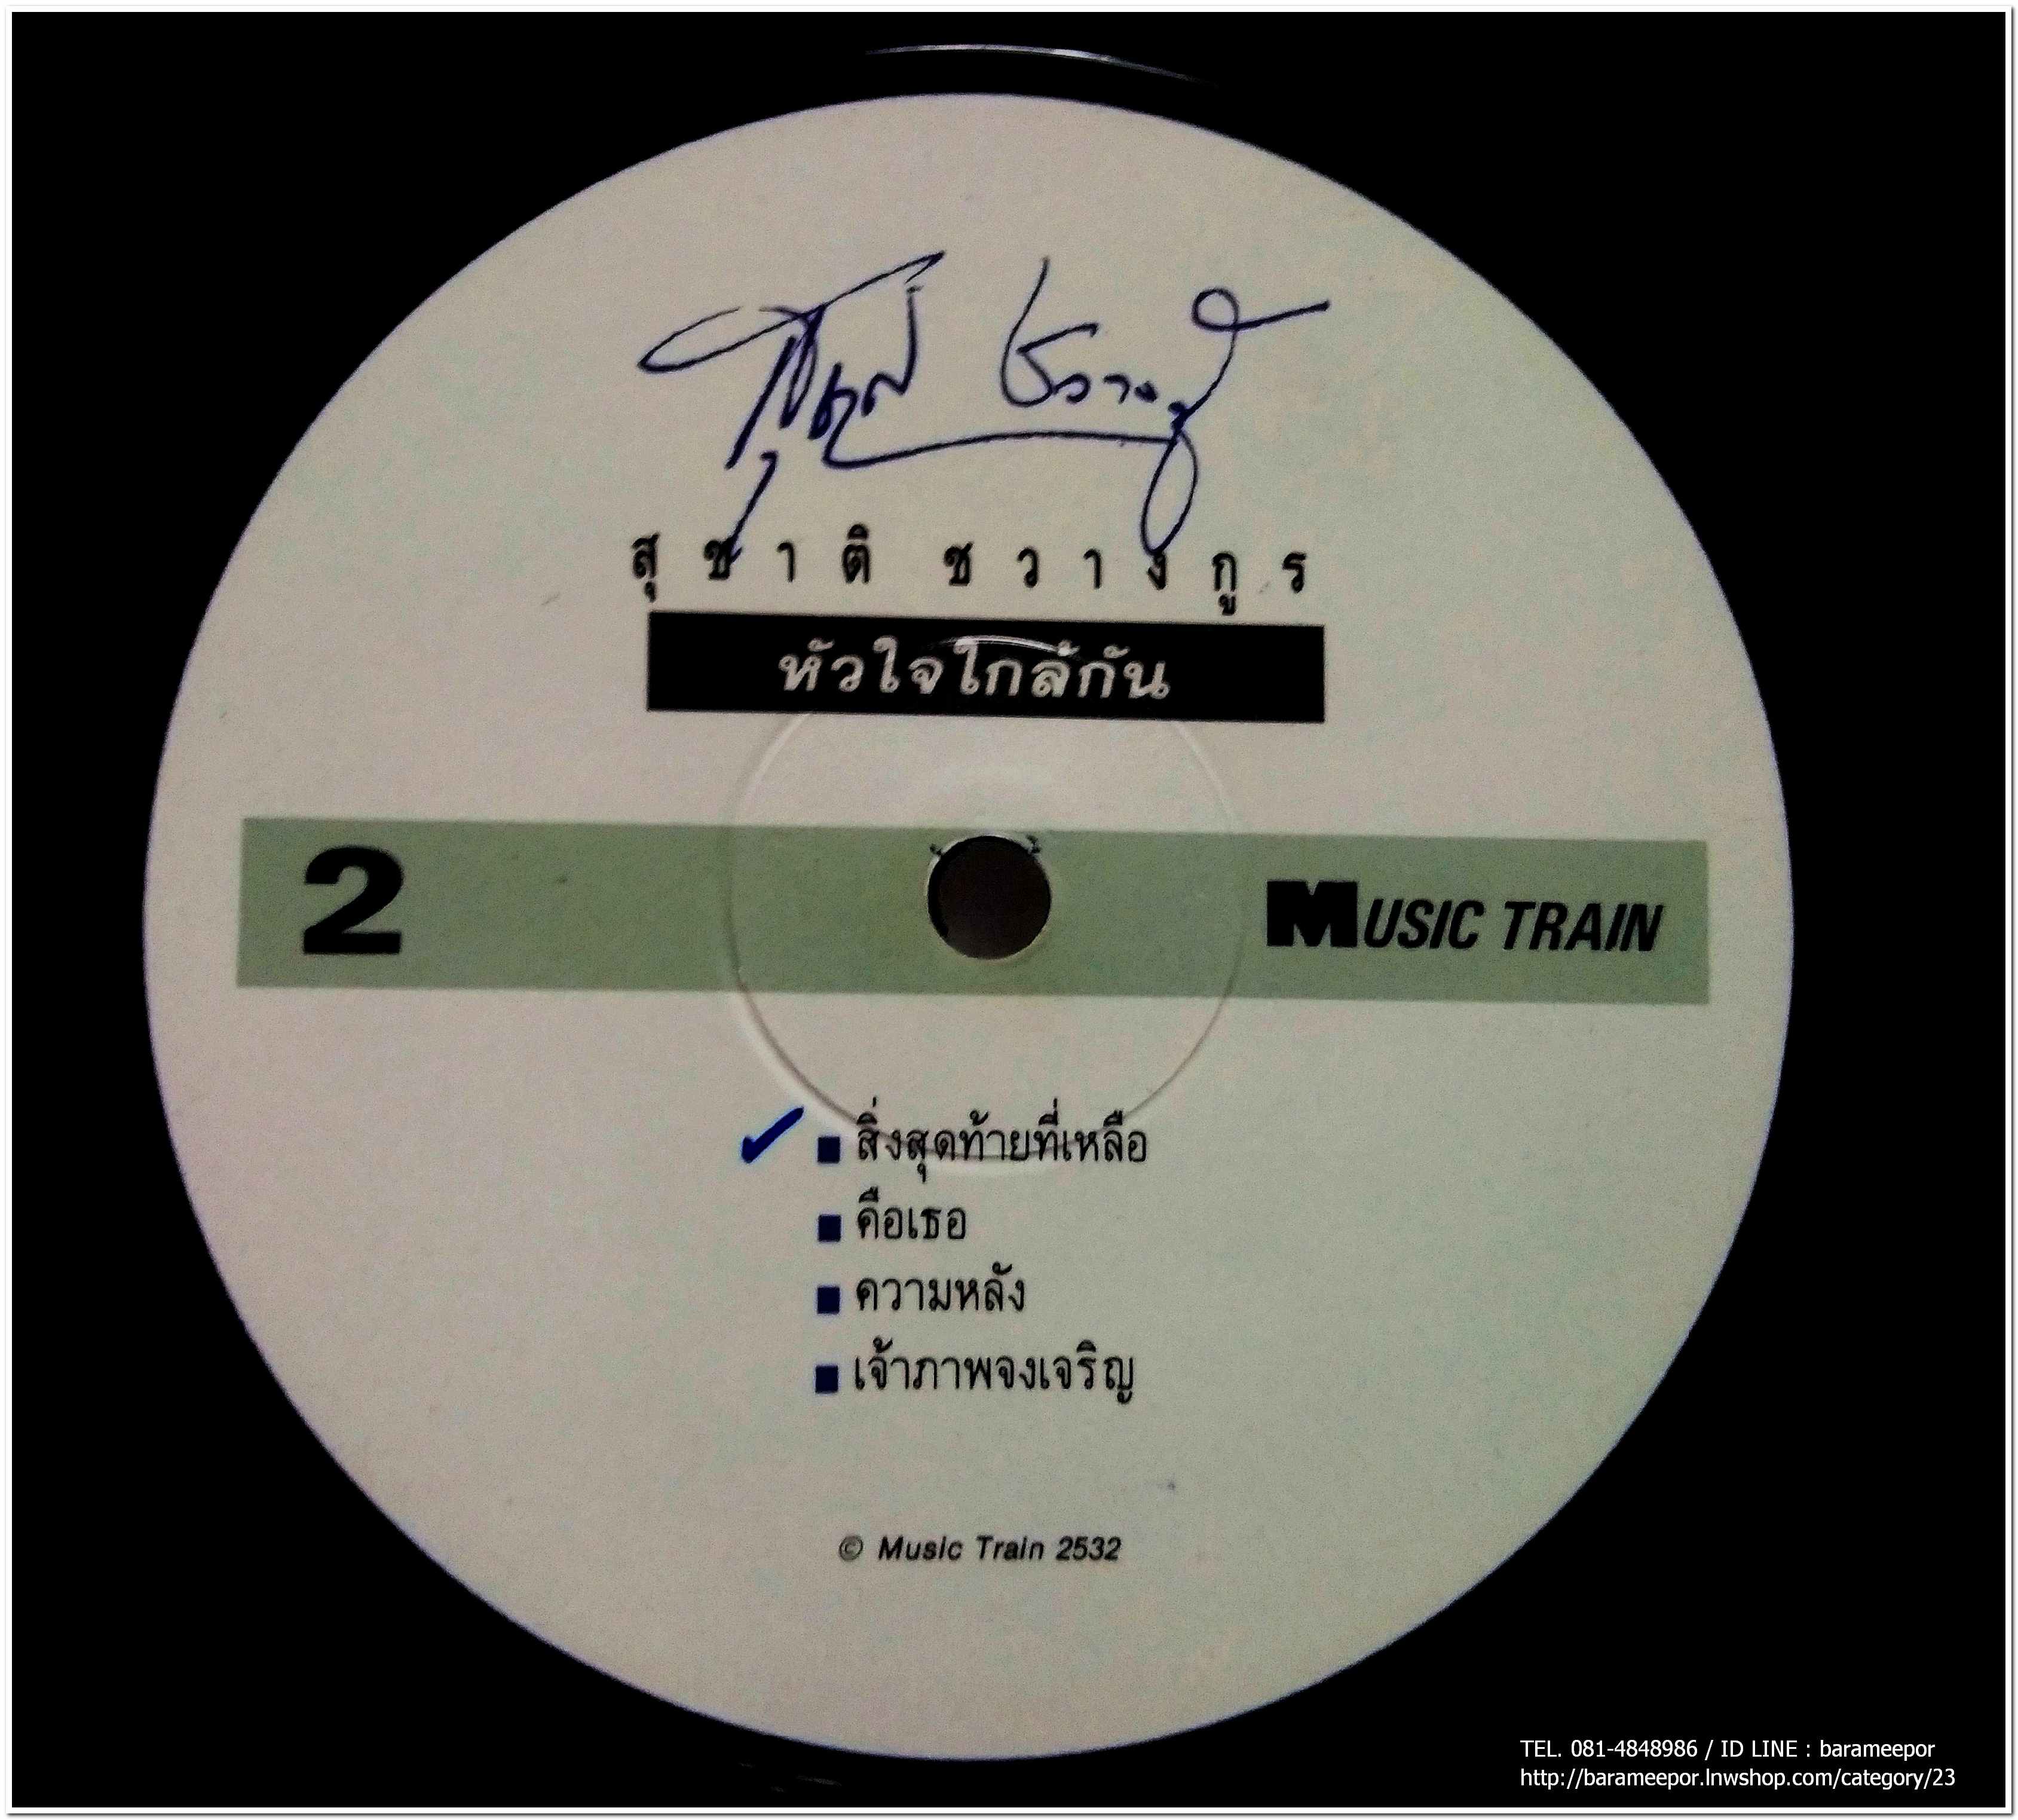 สุชาติ ชวางกูร
หัวใจใกล้กัน
2
MUSIC TRAIN
✓ ■ สิ่งสุดท้ายที่เหลือ
■ คือเธอ
■ ความหลัง
■ เจ้าภาพจงเจริญ
© Music Train 2532
TEL. 081-4848986 / ID LINE : barameepor
http://barameepor.lnwshop.com/category/23